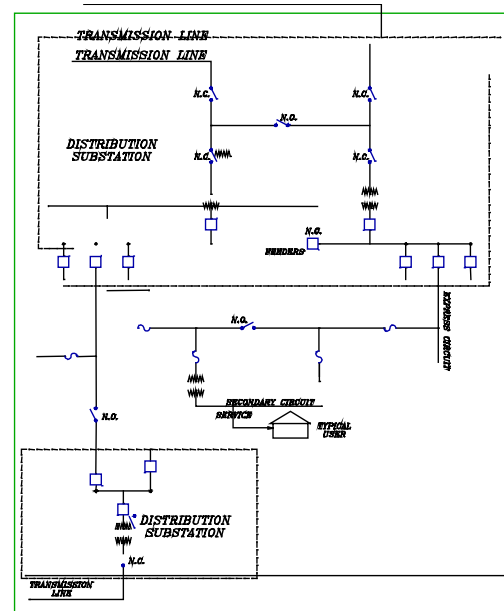 TRANSMISSION LINE
TRANSMISSION LINE
N.C.
N.C.
N.O.
DISTRIBUTION
SUBSTATION
N.C.
N.C.
N.O.
FEEDERS
EXPRESS CIRCUIT
N.O.
SECONDARY CIRCUIT
SERVICE
TYPICAL
USER
N.O.
DISTRIBUTION
SUBSTATION
N.C.
TRANSMISSION
LINE